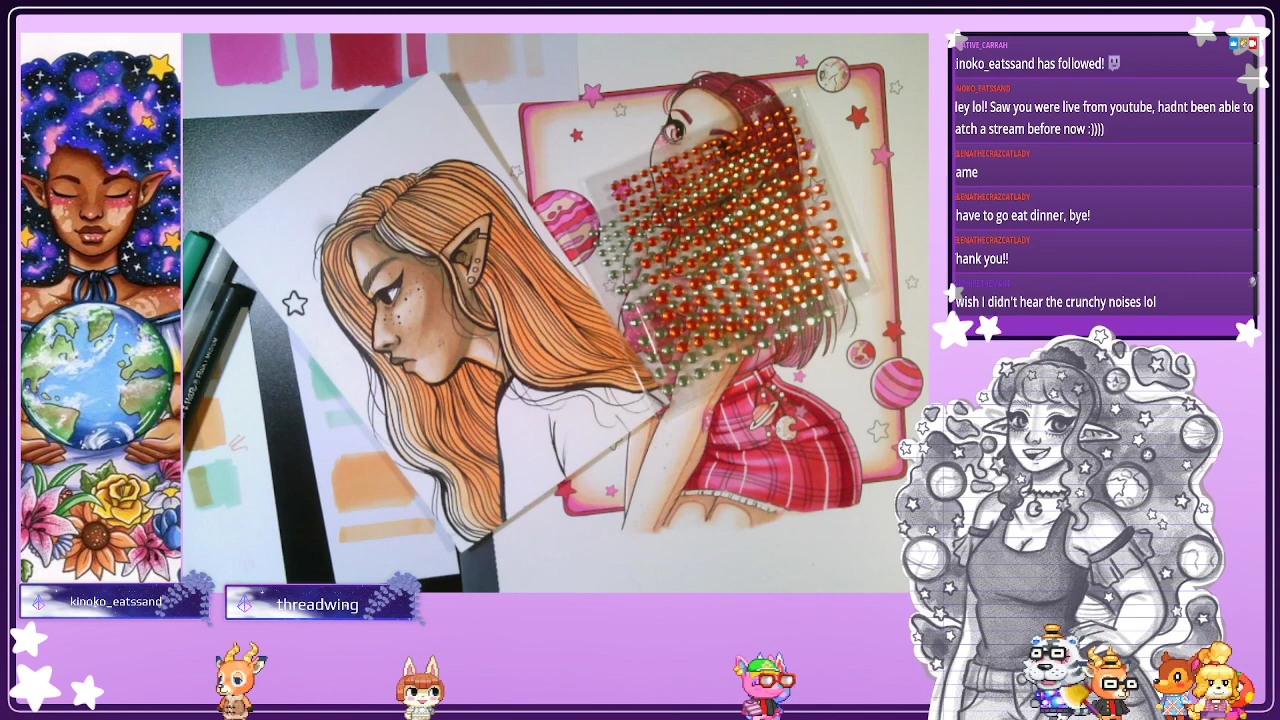 inoko_eatssand has followed!
ley lol! Saw you were live from youtube, hadnt been able to
atch a stream before now :))))
ame
have to go eat dinner, bye!
hank you!!
wish I didn't hear the crunchy noises lol
kinoko_eatssand
threadwing